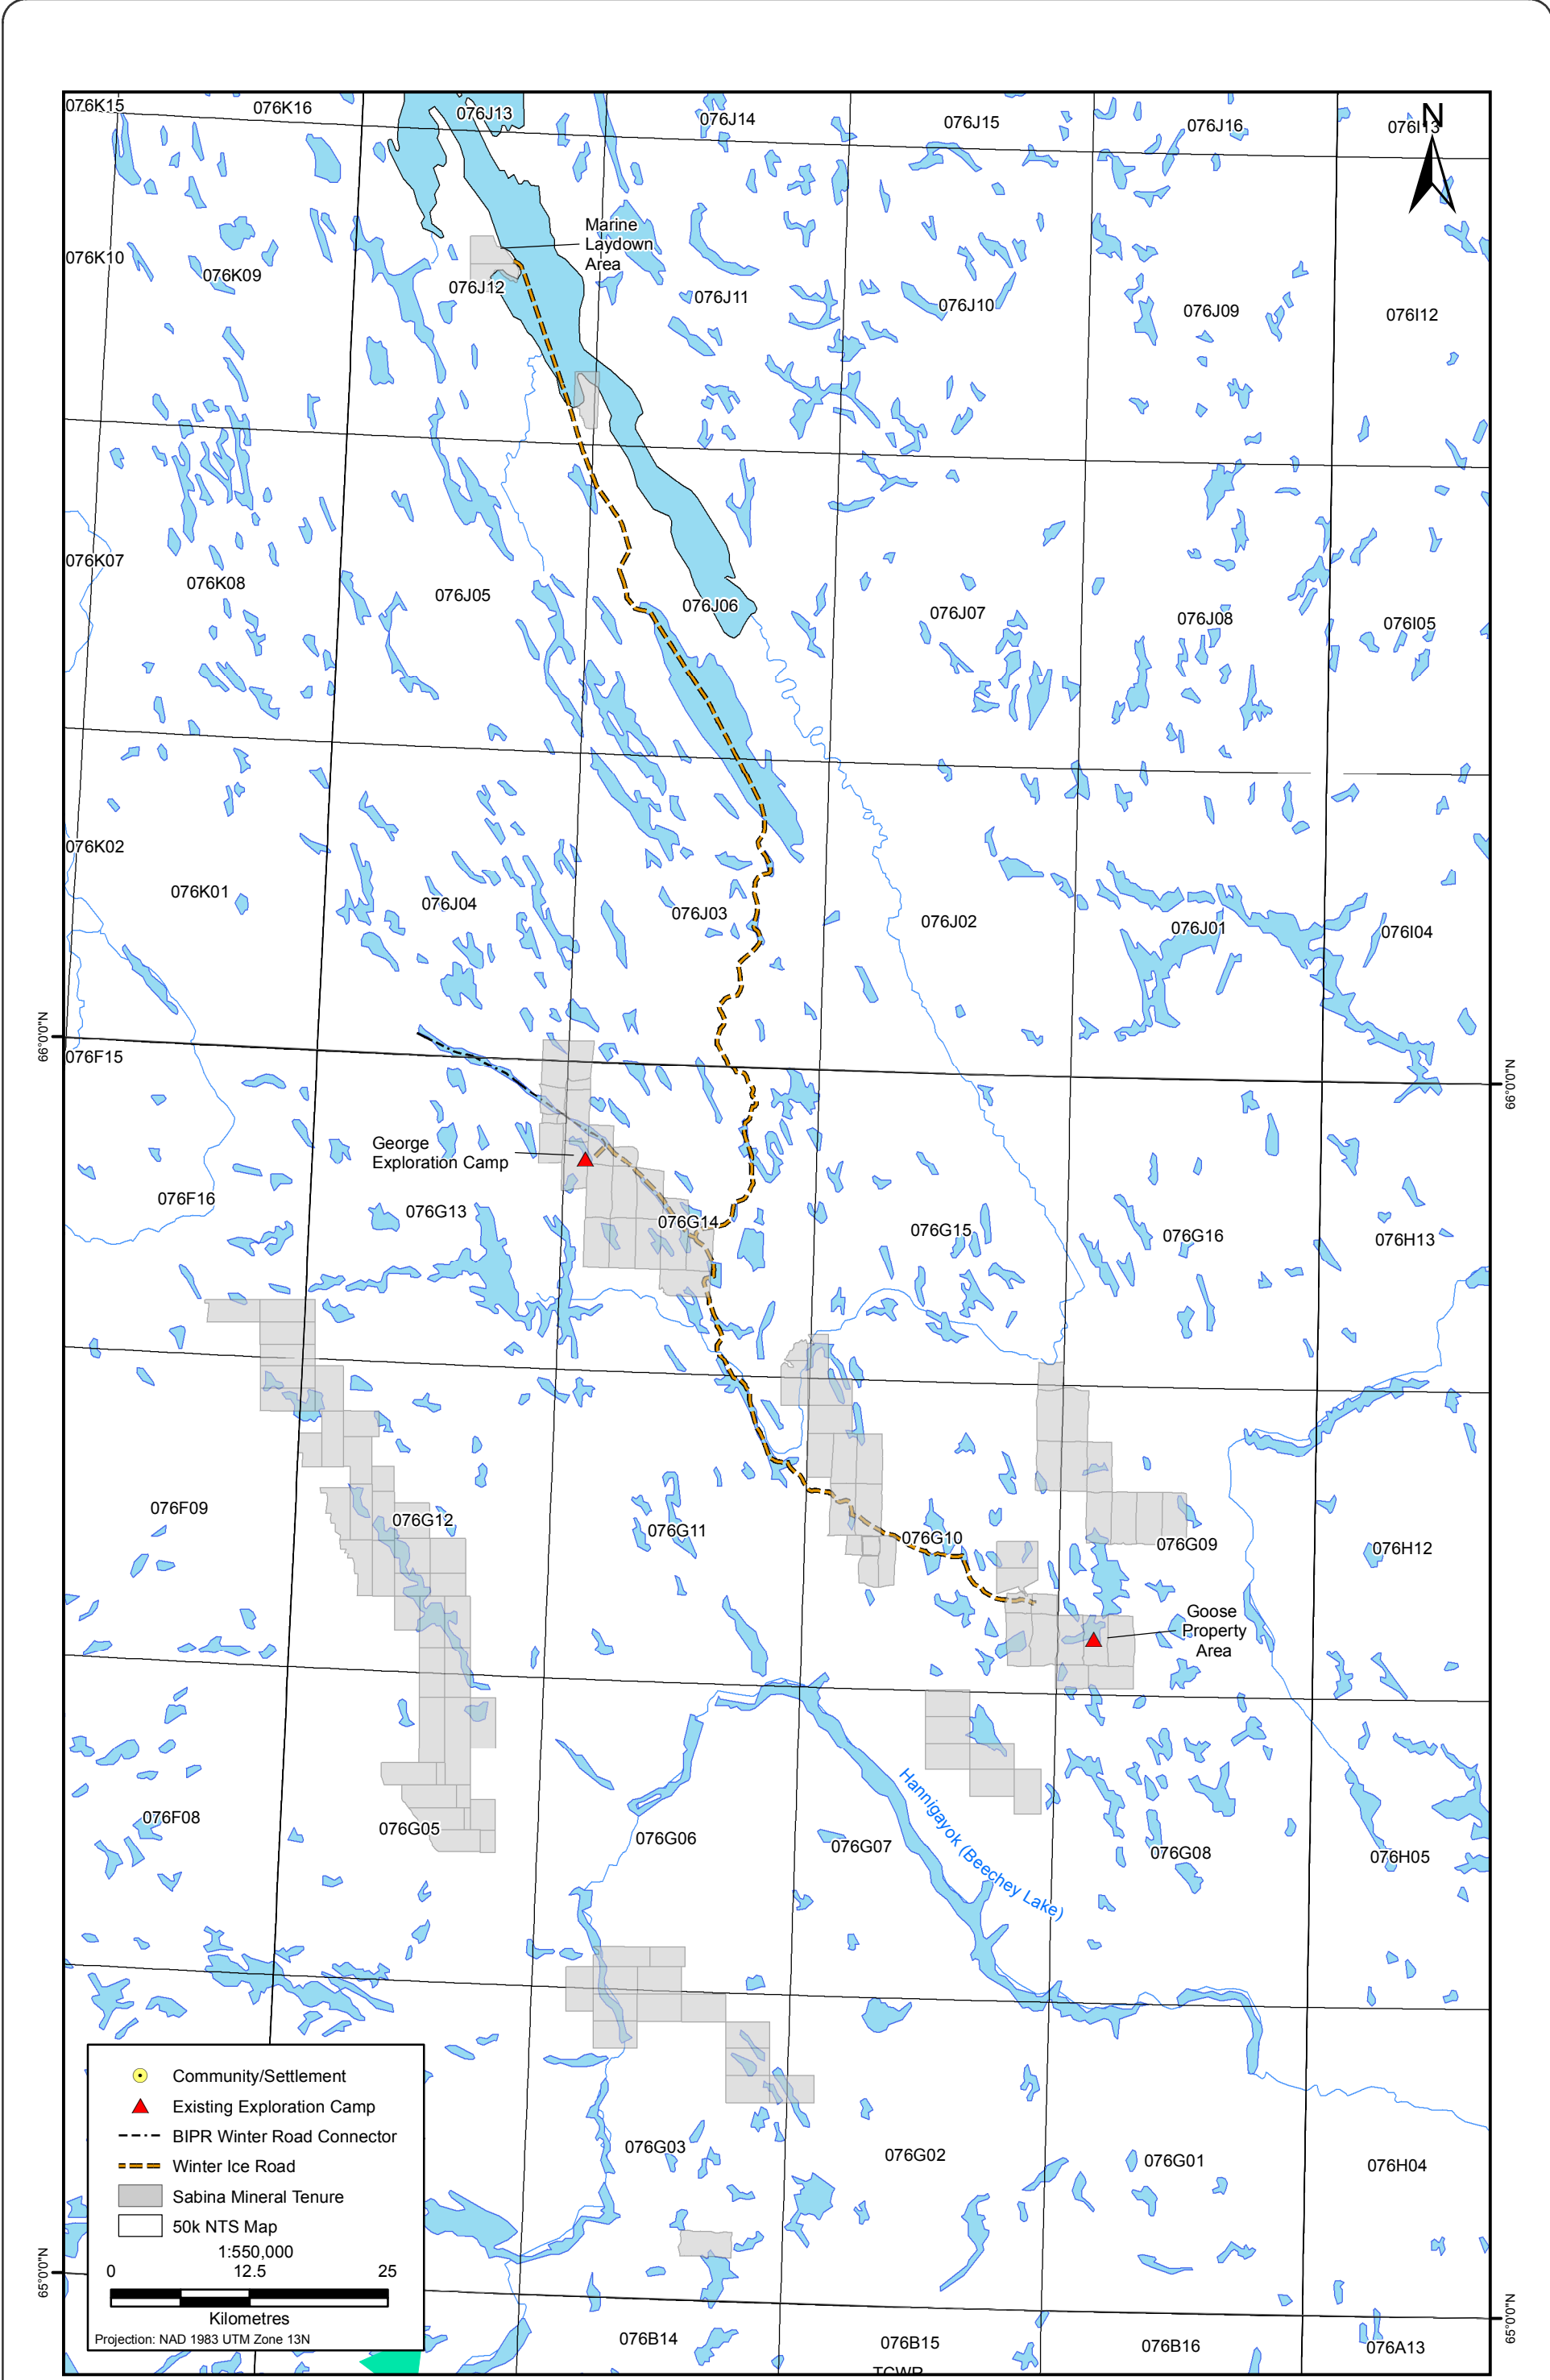 076K15
076K16
076J13
076J14
076J15
076J16
076I13
N
Marine
Laydown
Area
076K10
076K09
076J12
076J11
076J10
076J09
076I12
076K07
076K08
076J05
076J06
076J07
076J08
076I05
076K02
076K01
076J04
076J03
076J02
076J01
076I04
66°0'0"N
66°0'0"N
076F15
George
Exploration Camp
076F16
076G13
076G14
076G15
076G16
076H13
076F09
076G12
076G11
076G10
076G09
076H12
Goose
Property
Area
076F08
076G05
076G06
076G07
Hannigayok (Beechey Lake)
076G08
076H05
076G03
076G02
076G01
076H04
Community/Settlement
Existing Exploration Camp
BIPR Winter Road Connector
Winter Ice Road
Sabina Mineral Tenure
50k NTS Map
1:550,000
0 12.5 25
Kilometres
Projection: NAD 1983 UTM Zone 13N
65°0'0"N
65°0'0"N
076B14
076B15
076B16
076A13